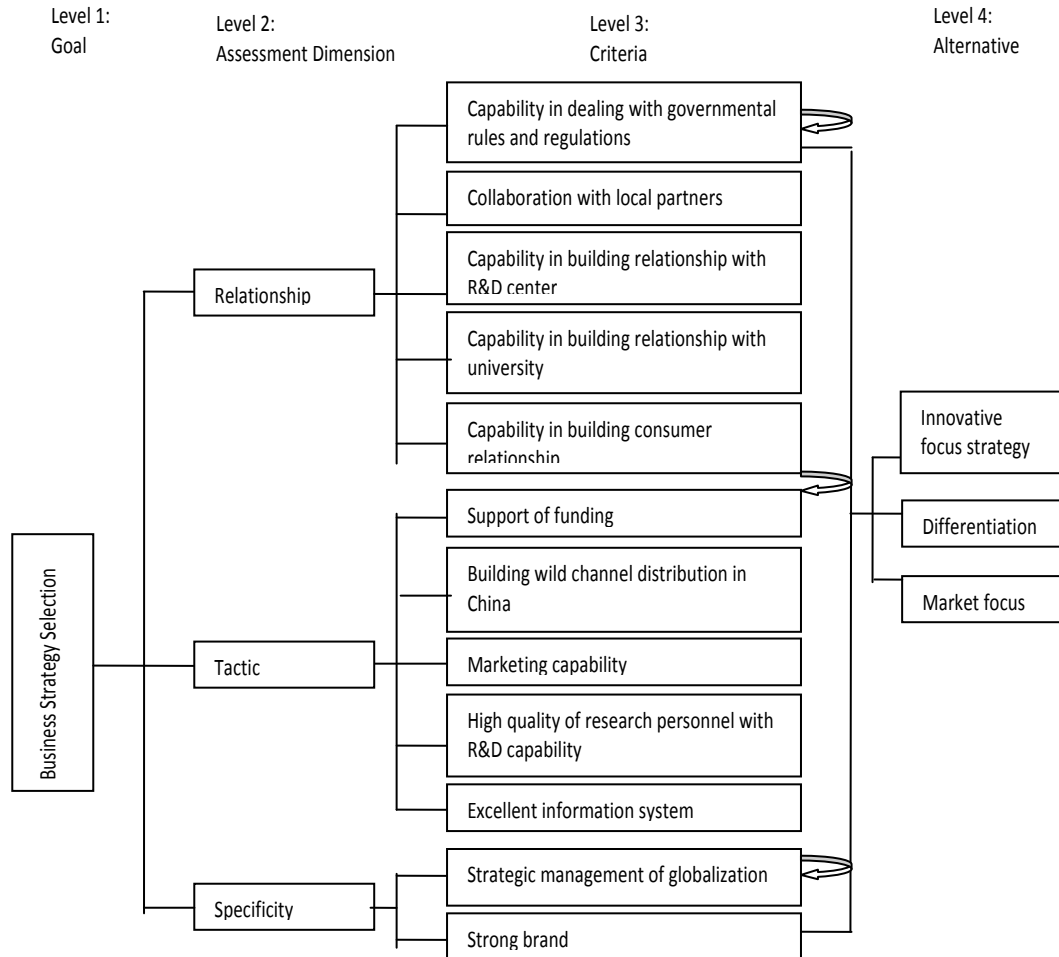 Level 1:
Goal
Level 2:
Assessment Dimension
Level 3:
Criteria
Level 4:
Alternative
Business Strategy Selection
Relationship
Capability in dealing with governmental
rules and regulations
Collaboration with local partners
Capability in building relationship with
R&D center
Capability in building relationship with
university
Capability in building consumer
relationship
Tactic
Support of funding
Building wild channel distribution in
China
Marketing capability
High quality of research personnel with
R&D capability
Excellent information system
Specificity
Strategic management of globalization
Strong brand
Innovative
focus strategy
Differentiation
Market focus